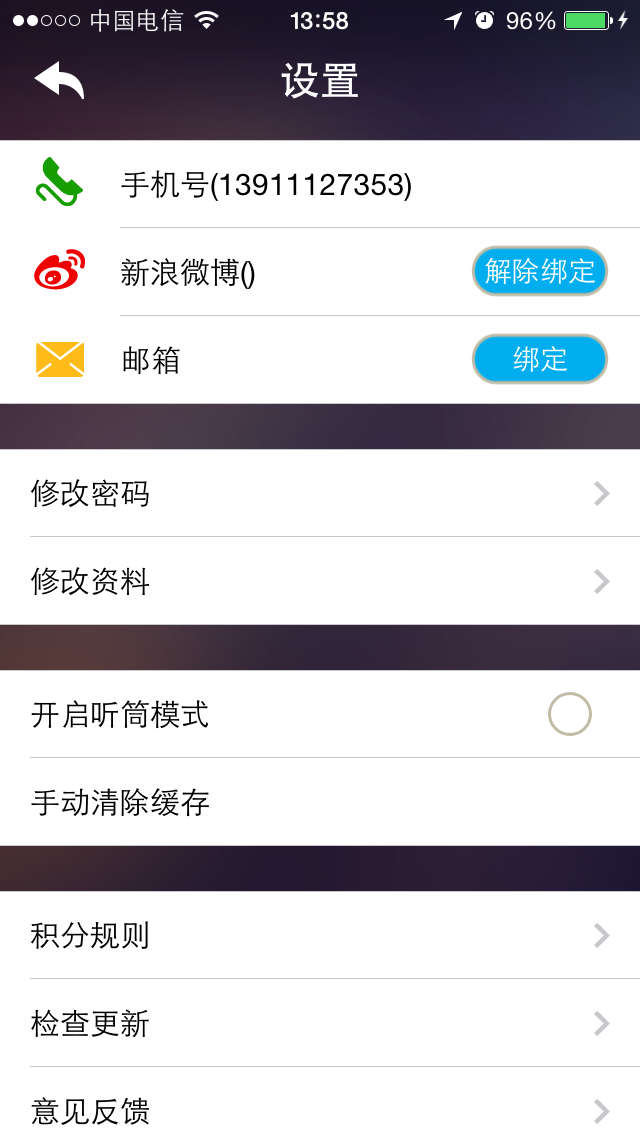 中国电信 13:58 96%
设置
手机号(13911127353)
新浪微博() 解除绑定
邮箱 绑定
修改密码
修改资料
开启听筒模式
手动清除缓存
积分规则
检查更新
意见反馈